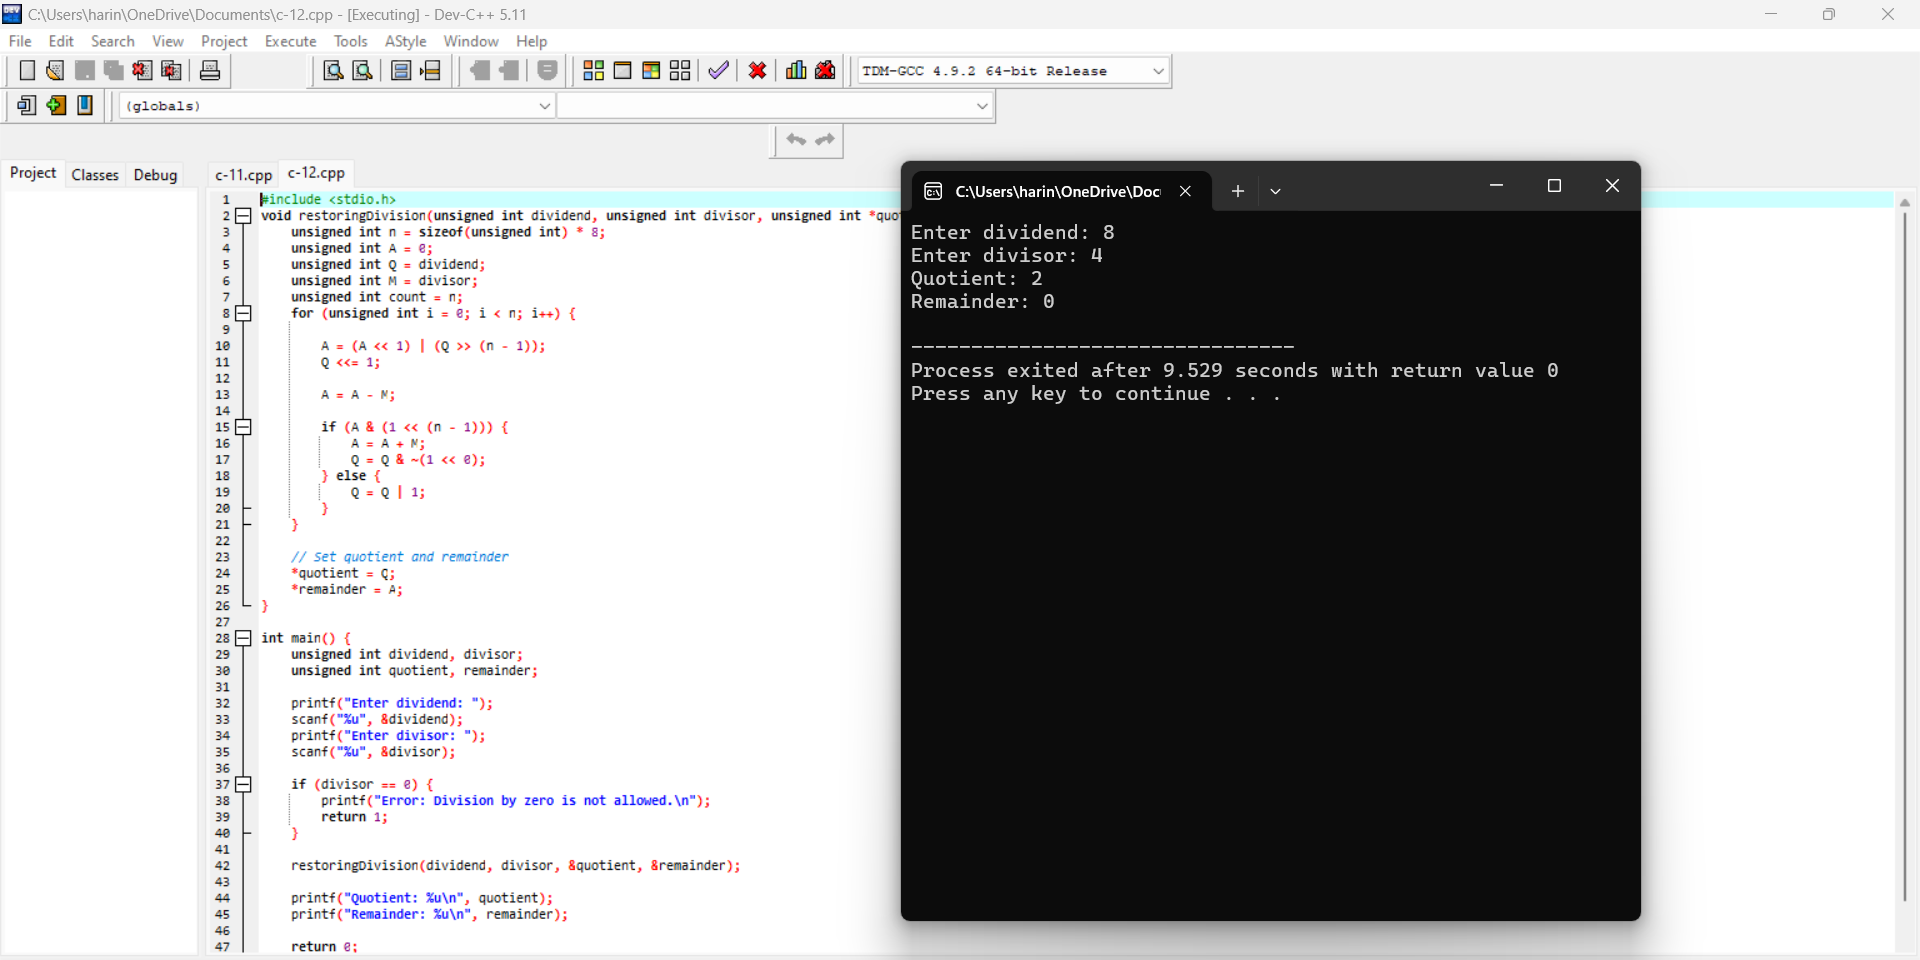 C:\Users\harin\OneDrive\Documents\c-12.cpp - [Executing] - Dev-C++ 5.11
File Edit Search View Project Execute Tools AStyle Window Help
TDM-GCC 4.9.2 64-bit Release
(globals)
Project Classes Debug
c-11.cpp c-12.cpp
1 #include <stdio.h>
2 void restoringDivision(unsigned int dividend, unsigned int divisor, unsigned int *quo
3 unsigned int n = sizeof(unsigned int) * 8;
4 unsigned int A = 0;
5 unsigned int Q = dividend;
6 unsigned int M = divisor;
7 unsigned int count = n;
8 for (unsigned int i = 0; i < n; i++) {
9
10 A = (A << 1) | (Q >> (n - 1));
11 Q <<= 1;
12
13 A = A - M;
14
15 if (A & (1 << (n - 1))) {
16 A = A + M;
17 Q = Q & ~(1 << 0);
18 } else {
19 Q = Q | 1;
20 }
21 }
22
23 // Set quotient and remainder
24 *quotient = Q;
25 *remainder = A;
26 }
27
28 int main() {
29 unsigned int dividend, divisor;
30 unsigned int quotient, remainder;
31
32 printf("Enter dividend: ");
33 scanf("%u", &dividend);
34 printf("Enter divisor: ");
35 scanf("%u", &divisor);
36
37 if (divisor == 0) {
38 printf("Error: Division by zero is not allowed.\n");
39 return 1;
40 }
41
42 restoringDivision(dividend, divisor, &quotient, &remainder);
43
44 printf("Quotient: %u\n", quotient);
45 printf("Remainder: %u\n", remainder);
46
47 return 0;
C:\Users\harin\OneDrive\Doc
Enter dividend: 8
Enter divisor: 4
Quotient: 2
Remainder: 0
--------------------------------
Process exited after 9.529 seconds with return value 0
Press any key to continue . . .